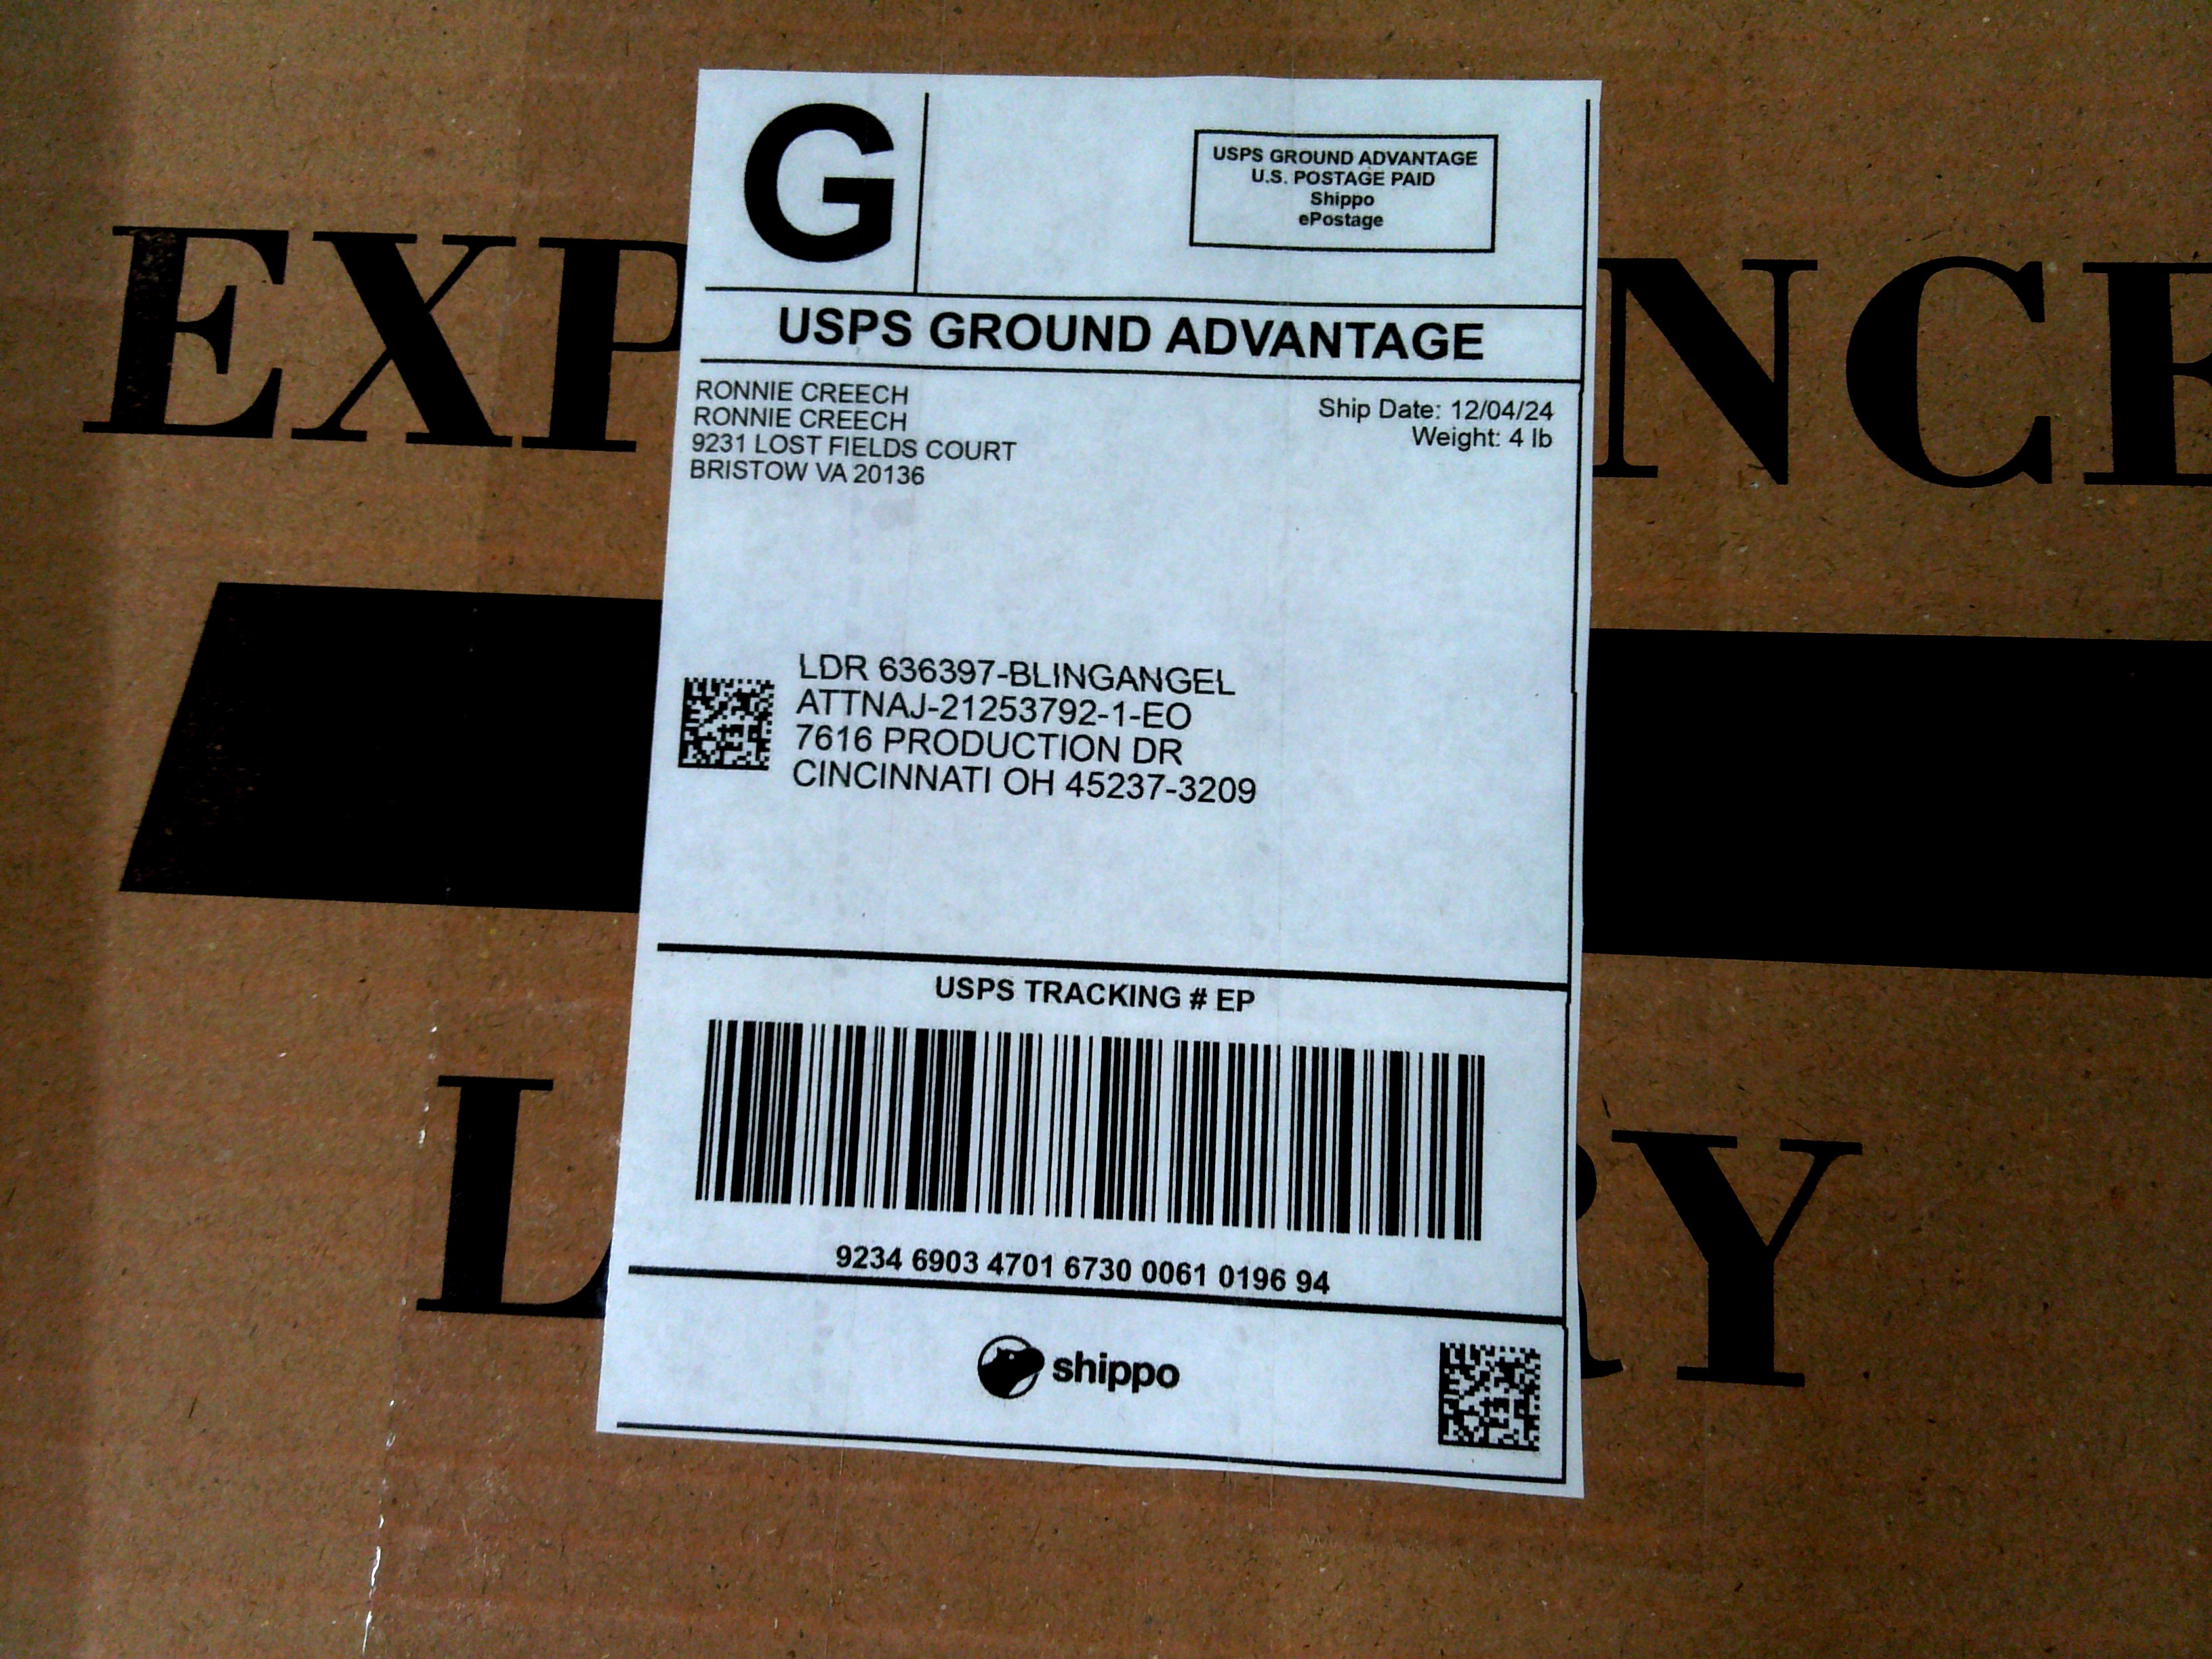 G
USPS GROUND ADVANTAGE
U.S. POSTAGE PAID
Shippo
ePostage
USPS GROUND ADVANTAGE
RONNIE CREECH
RONNIE CREECH
9231 LOST FIELDS COURT
BRISTOW VA 20136
Ship Date: 12/04/24
Weight: 4 lb
EXP NCE
LDR 636397-BLINGANGEL
ATTNAJ-21253792-1-EO
7616 PRODUCTION DR
CINCINNATI OH 45237-3209
USPS TRACKING # EP
9234 6903 4701 6730 0061 0196 94
L RY
shippo